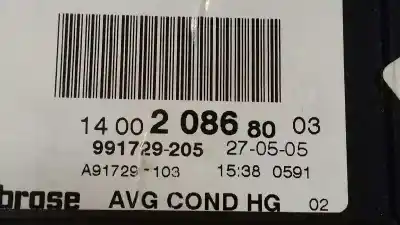 14 00 2 086 80 03
991729-205 27-05-05
A91729-103 15:38 0591
brose AVG COND HG 02